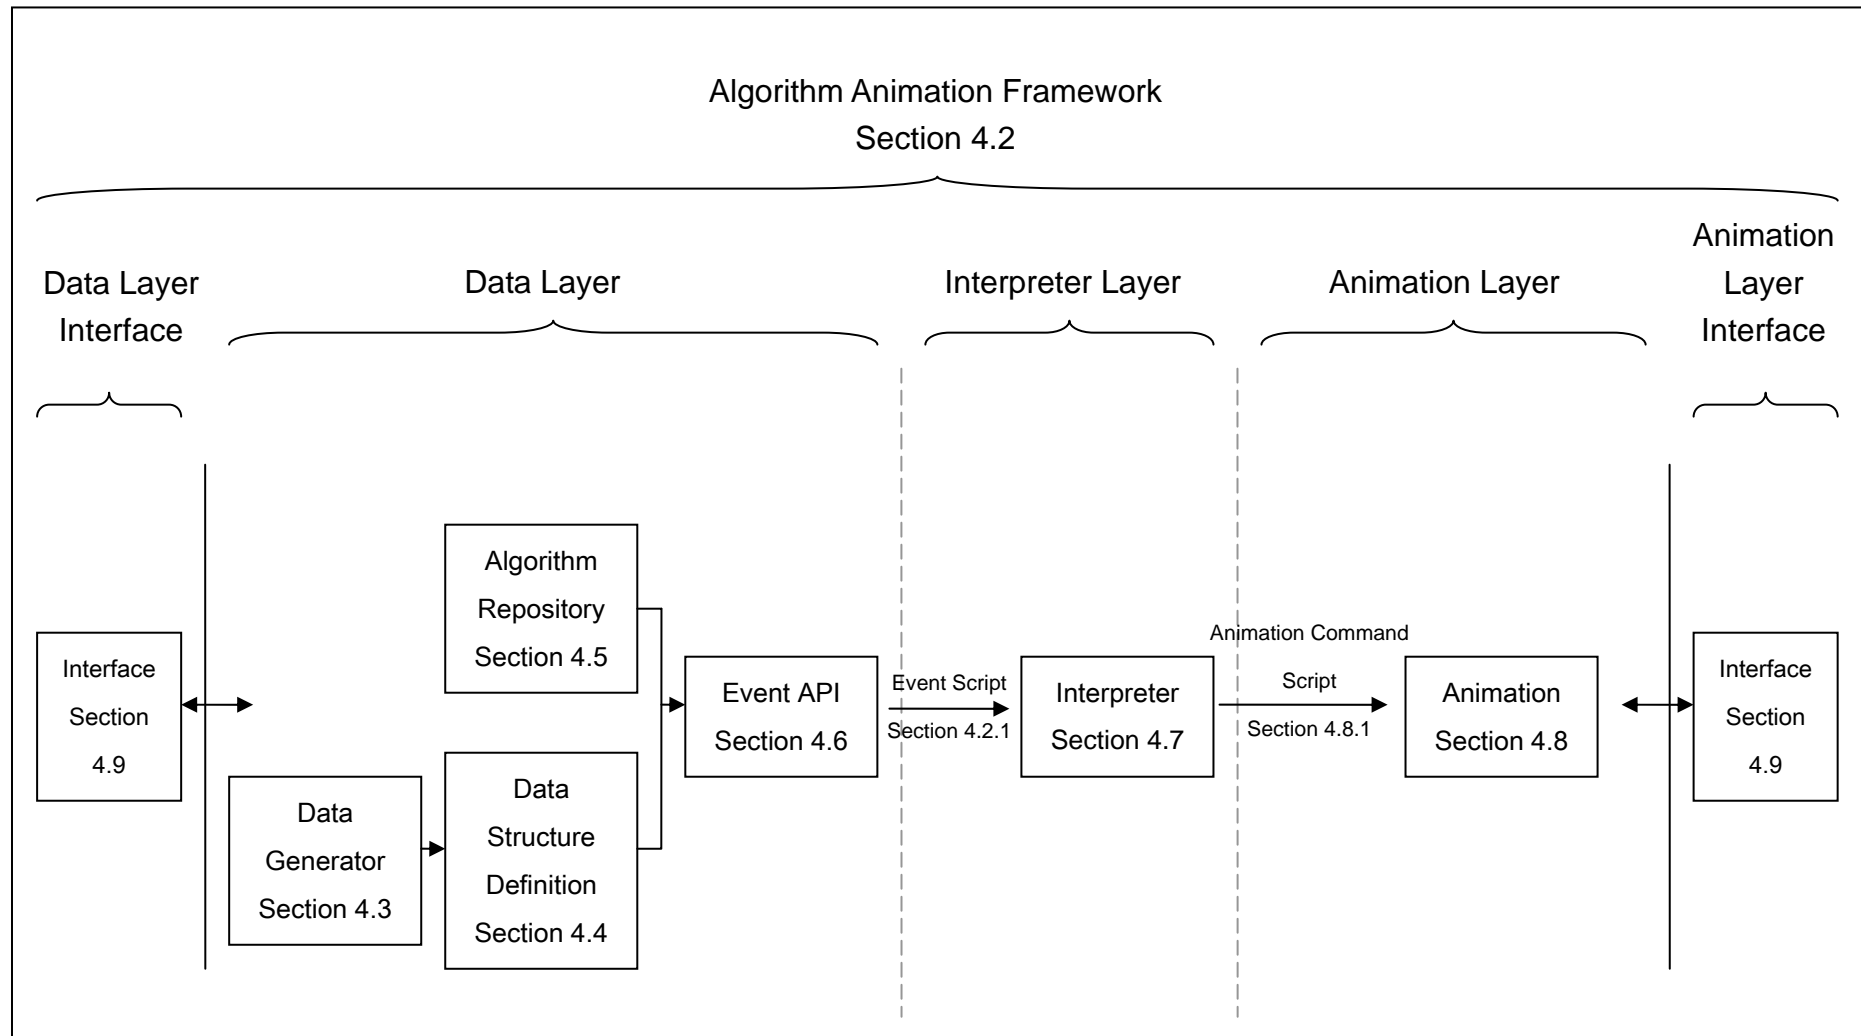 Algorithm Animation Framework
Section 4.2
Data Layer
Interface
Data Layer
Interpreter Layer
Animation Layer
Animation
Layer
Interface
Interface
Section
4.9
Algorithm
Repository
Section 4.5
Data
Generator
Section 4.3
Data
Structure
Definition
Section 4.4
Event API
Section 4.6
Event Script
Section 4.2.1
Interpreter
Section 4.7
Animation Command
Script
Section 4.8.1
Animation
Section 4.8
Interface
Section
4.9